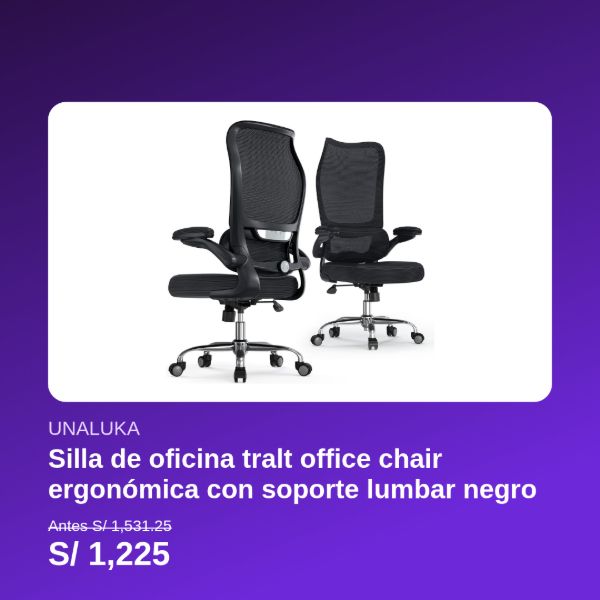 UNALUKA
Silla de oficina tralt office chair
ergonómica con soporte lumbar negro
Antes S/ 1,531.25
S/ 1,225